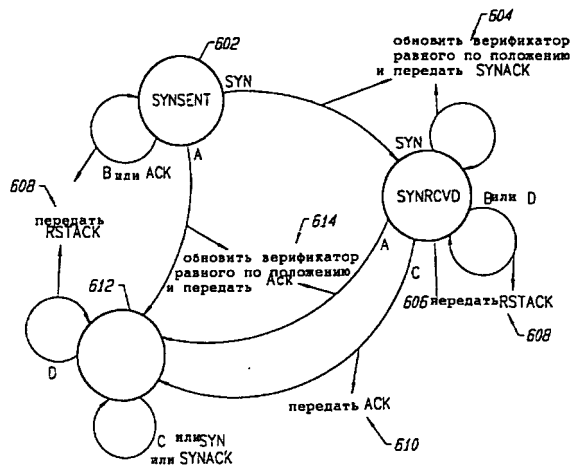 604
602
обновить верификатор
равного по положению
и передать SYNACK
SYN
SYNSENT
SYN
A
B или ACK
608
передать
RSTACK
SYNRCVD
B или D
A
C
614
обновить верификатор
равного по положению
и передать ACK
612
606 передать RSTACK
608
D
передать ACK
C или SYN
или SYNACK
610